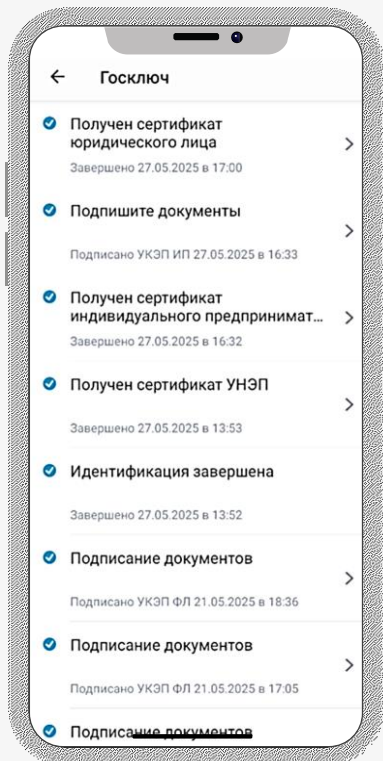 Госключ
Получен сертификат
юридического лица
Завершено 27.05.2025 в 17:00
Подпишите документы
Подписано УКЭП ИП 27.05.2025 в 16:33
Получен сертификат
индивидуального предпринимат...
Завершено 27.05.2025 в 16:32
Получен сертификат УНЭП
Завершено 27.05.2025 в 13:53
Идентификация завершена
Завершено 27.05.2025 в 13:52
Подписание документов
Подписано УКЭП ФЛ 21.05.2025 в 18:36
Подписание документов
Подписано УКЭП ФЛ 21.05.2025 в 17:05
Подписание документов